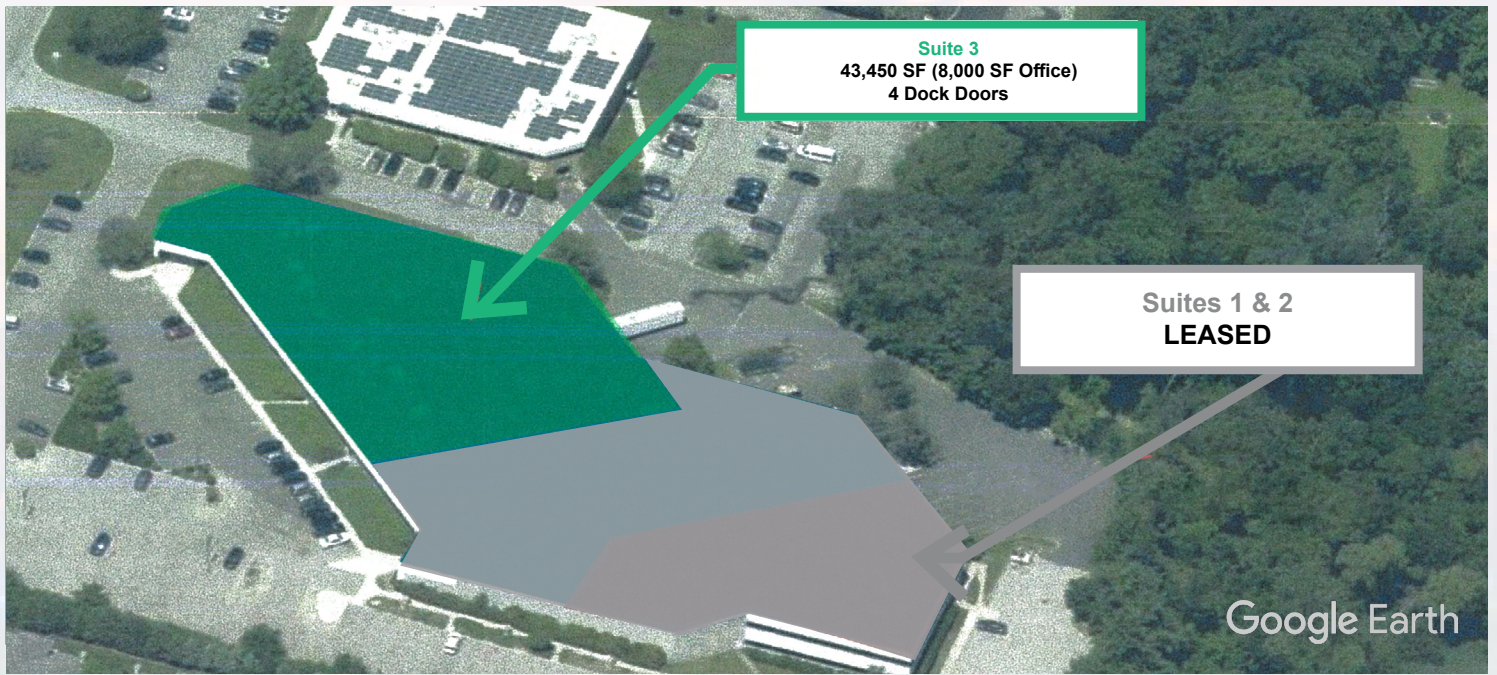 Suite 3
43,450 SF (8,000 SF Office)
4 Dock Doors
Suites 1 & 2
LEASED
Google Earth